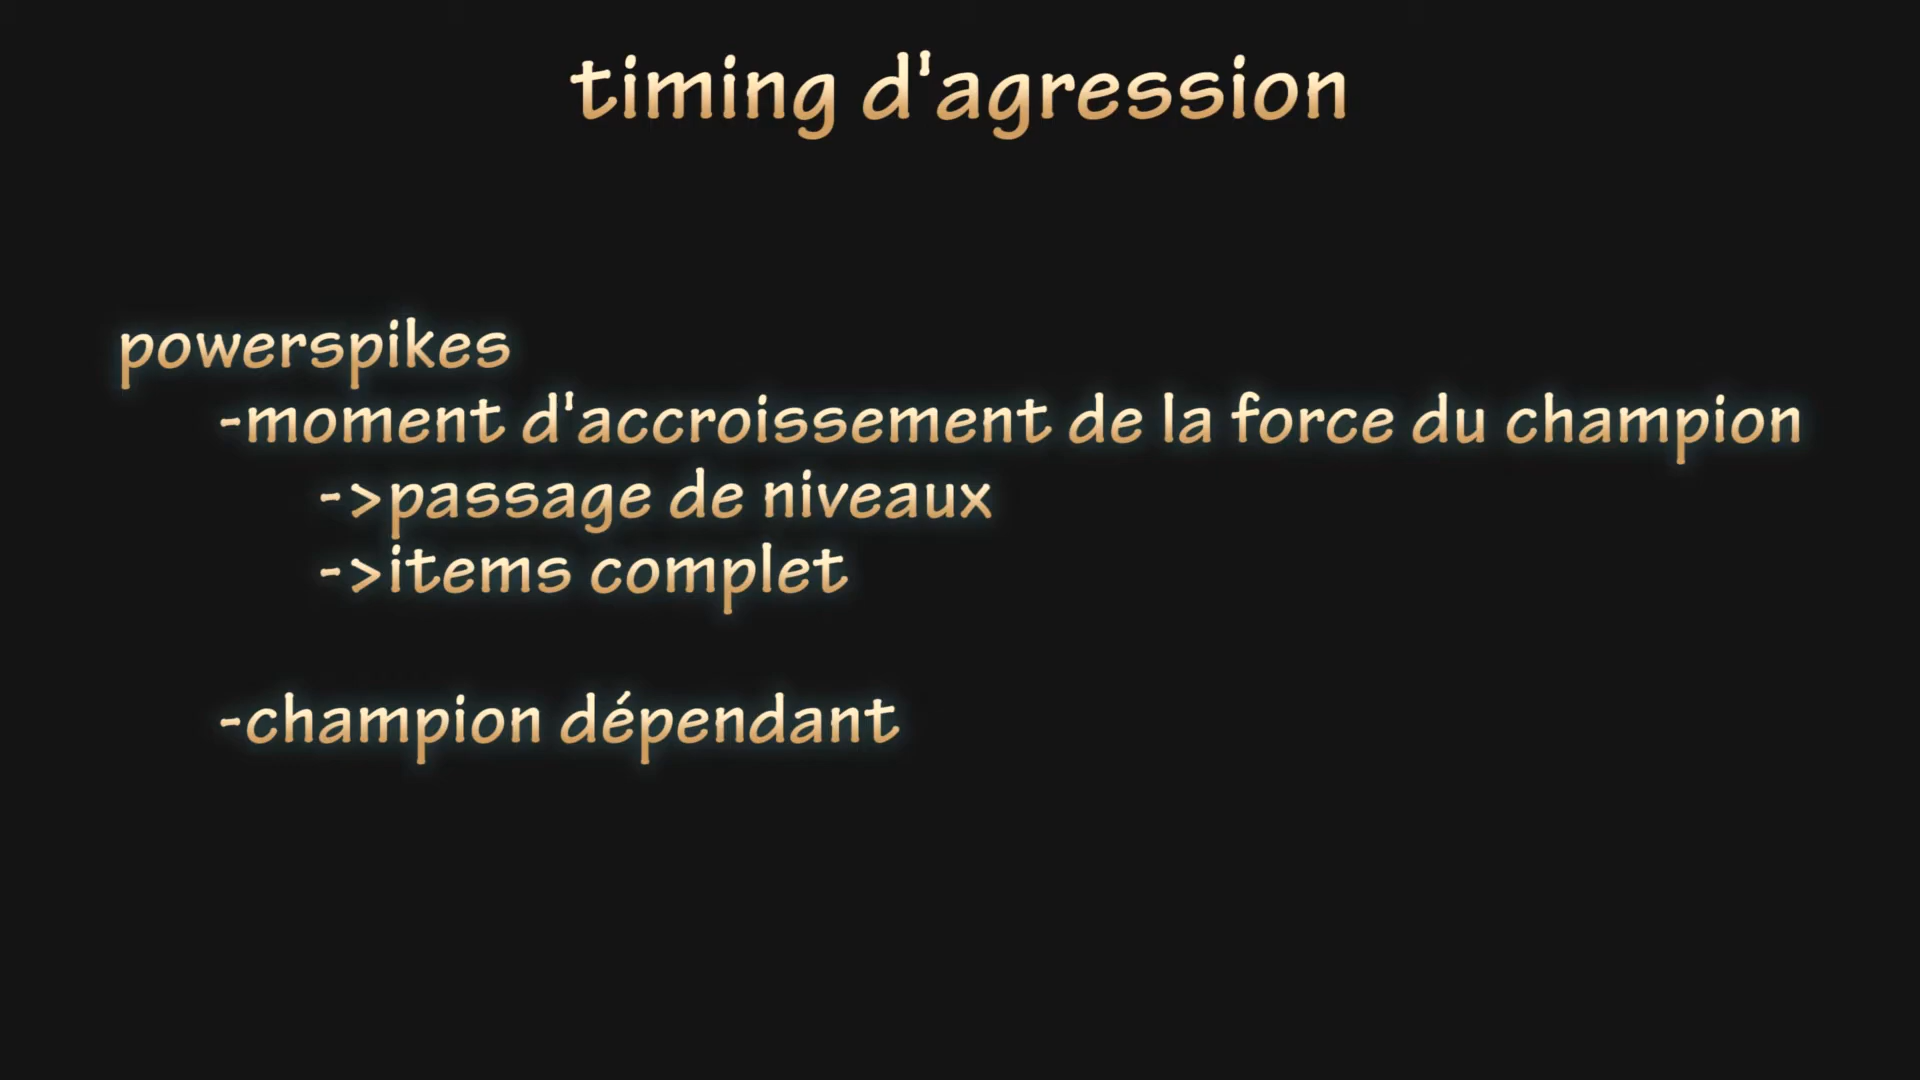 timing d'agression
powerspikes
-moment d'accroissement de la force du champion
->passage de niveaux
->items complet
-champion dépendant